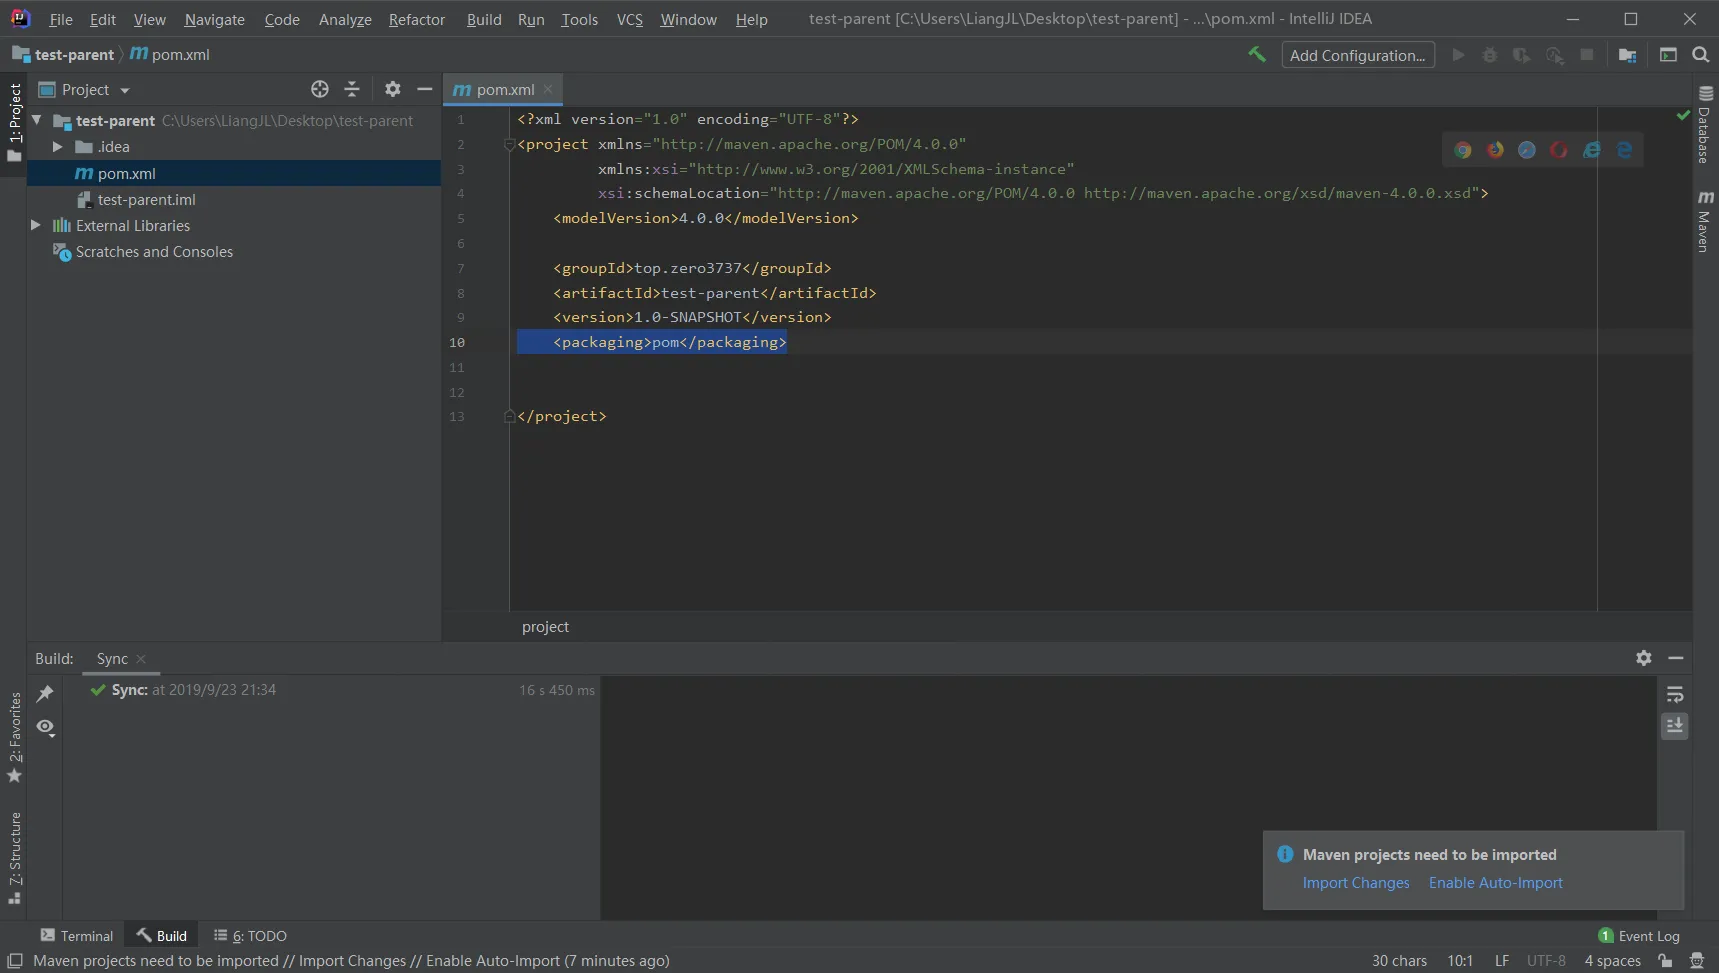 File Edit View Navigate Code Analyze Refactor Build Run Tools VCS Window Help test-parent [C:\Users\LiangJL\Desktop\test-parent] - ...\pom.xml - IntelliJ IDEA
test-parent pom.xml
Add Configuration...
1: Project
Project
pom.xml
test-parent C:\Users\LiangJL\Desktop\test-parent
.idea
pom.xml
test-parent.iml
External Libraries
Scratches and Consoles
1 <?xml version="1.0" encoding="UTF-8"?>
2 <project xmlns="http://maven.apache.org/POM/4.0.0"
3 xmlns:xsi="http://www.w3.org/2001/XMLSchema-instance"
4 xsi:schemaLocation="http://maven.apache.org/POM/4.0.0 http://maven.apache.org/xsd/maven-4.0.0.xsd">
5 <modelVersion>4.0.0</modelVersion>
6
7 <groupId>top.zero3737</groupId>
8 <artifactId>test-parent</artifactId>
9 <version>1.0-SNAPSHOT</version>
10 <packaging>pom</packaging>
11
12
13 </project>
Database
Maven
project
Build: Sync
Sync: at 2019/9/23 21:34 16 s 450 ms
2: Favorites
7: Structure
Maven projects need to be imported
Import Changes Enable Auto-Import
Terminal Build 6: TODO 1 Event Log
Maven projects need to be imported // Import Changes // Enable Auto-Import (7 minutes ago) 30 chars 10:1 LF UTF-8 4 spaces